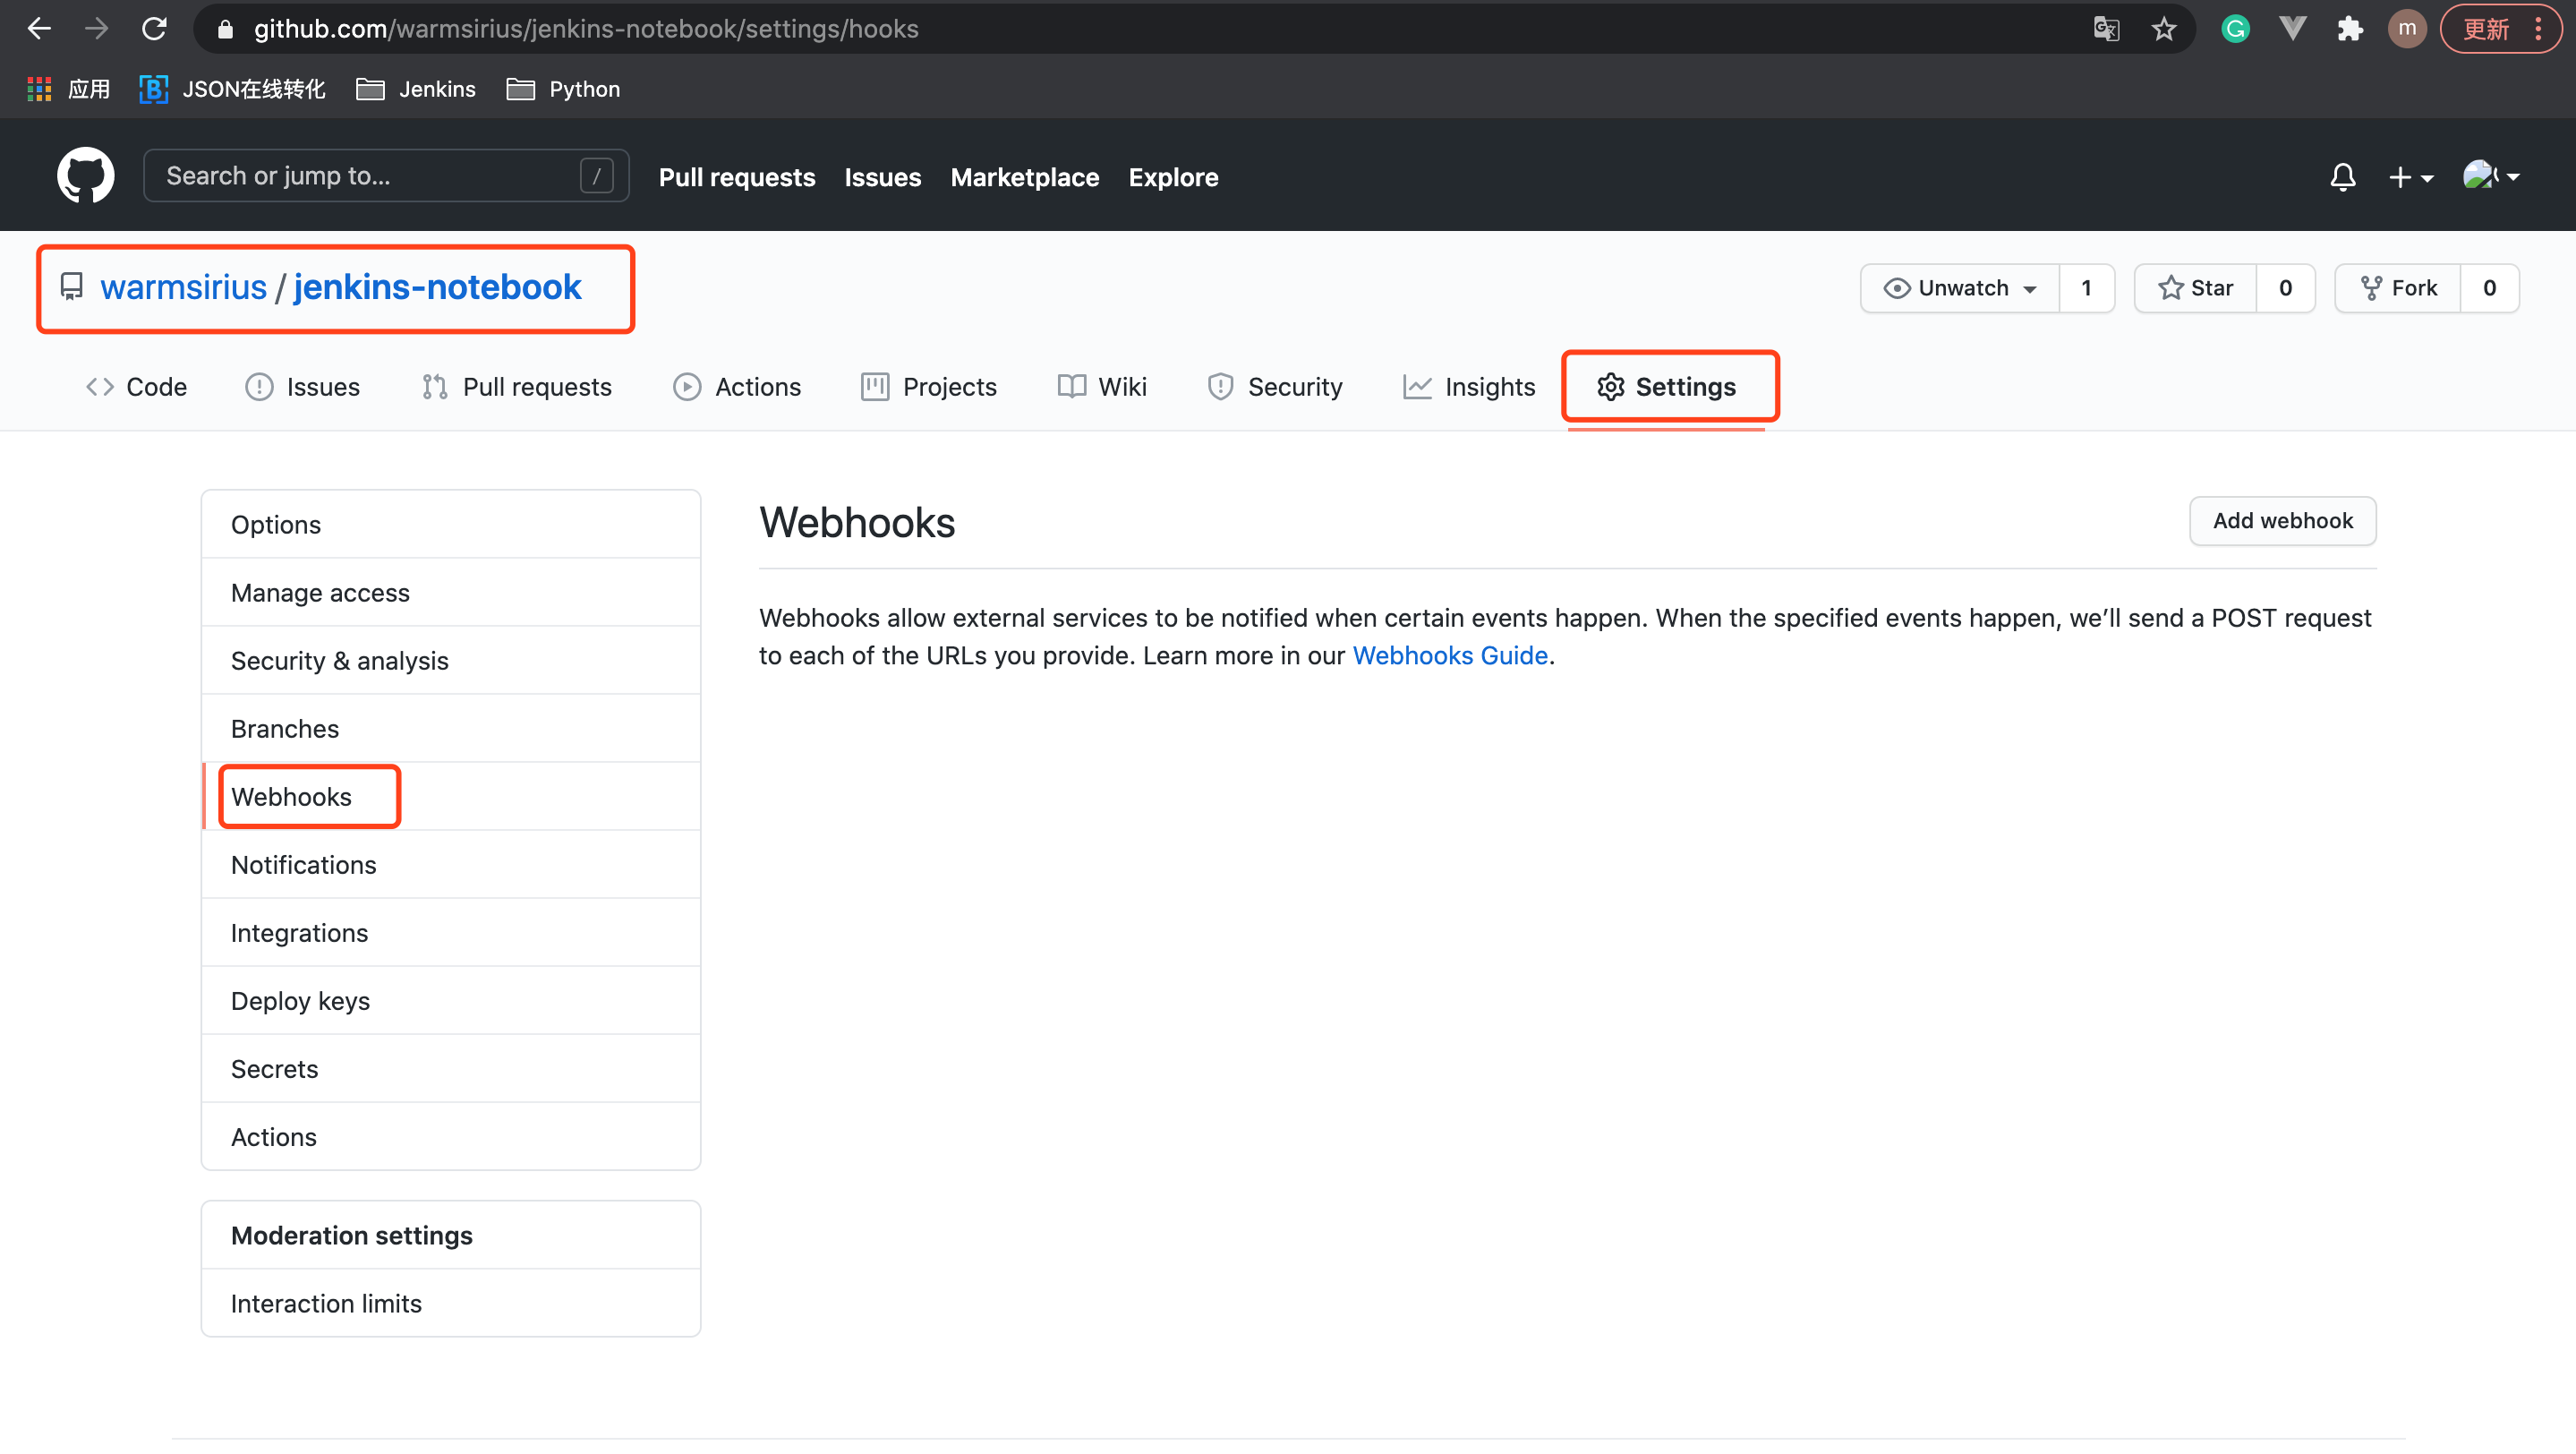 github.com/warmsirius/jenkins-notebook/settings/hooks
m
更新
应用
JSON在线转化
Jenkins
Python
Search or jump to...
/
Pull requests
Issues
Marketplace
Explore
warmsirius / jenkins-notebook
Unwatch
1
Star
0
Fork
0
Code
Issues
Pull requests
Actions
Projects
Wiki
Security
Insights
Settings
Options
Manage access
Security & analysis
Branches
Webhooks
Notifications
Integrations
Deploy keys
Secrets
Actions
Moderation settings
Interaction limits
Webhooks
Add webhook
Webhooks allow external services to be notified when certain events happen. When the specified events happen, we’ll send a POST request
to each of the URLs you provide. Learn more in our Webhooks Guide.